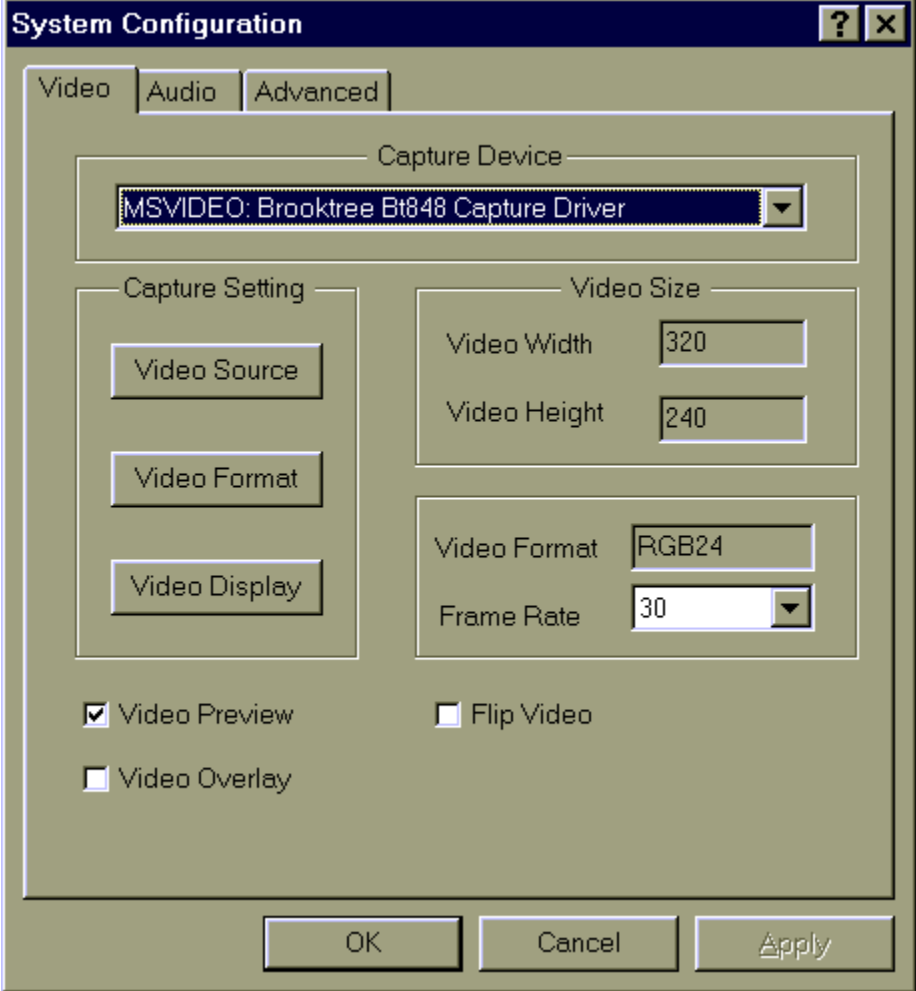 System Configuration
Video Audio Advanced
Capture Device
MSVIDEO: Brooktree Bt848 Capture Driver
Capture Setting
Video Source
Video Format
Video Display
Video Size
Video Width 320
Video Height 240
Video Format RGB24
Frame Rate 30
Video Preview
Flip Video
Video Overlay
OK Cancel Apply